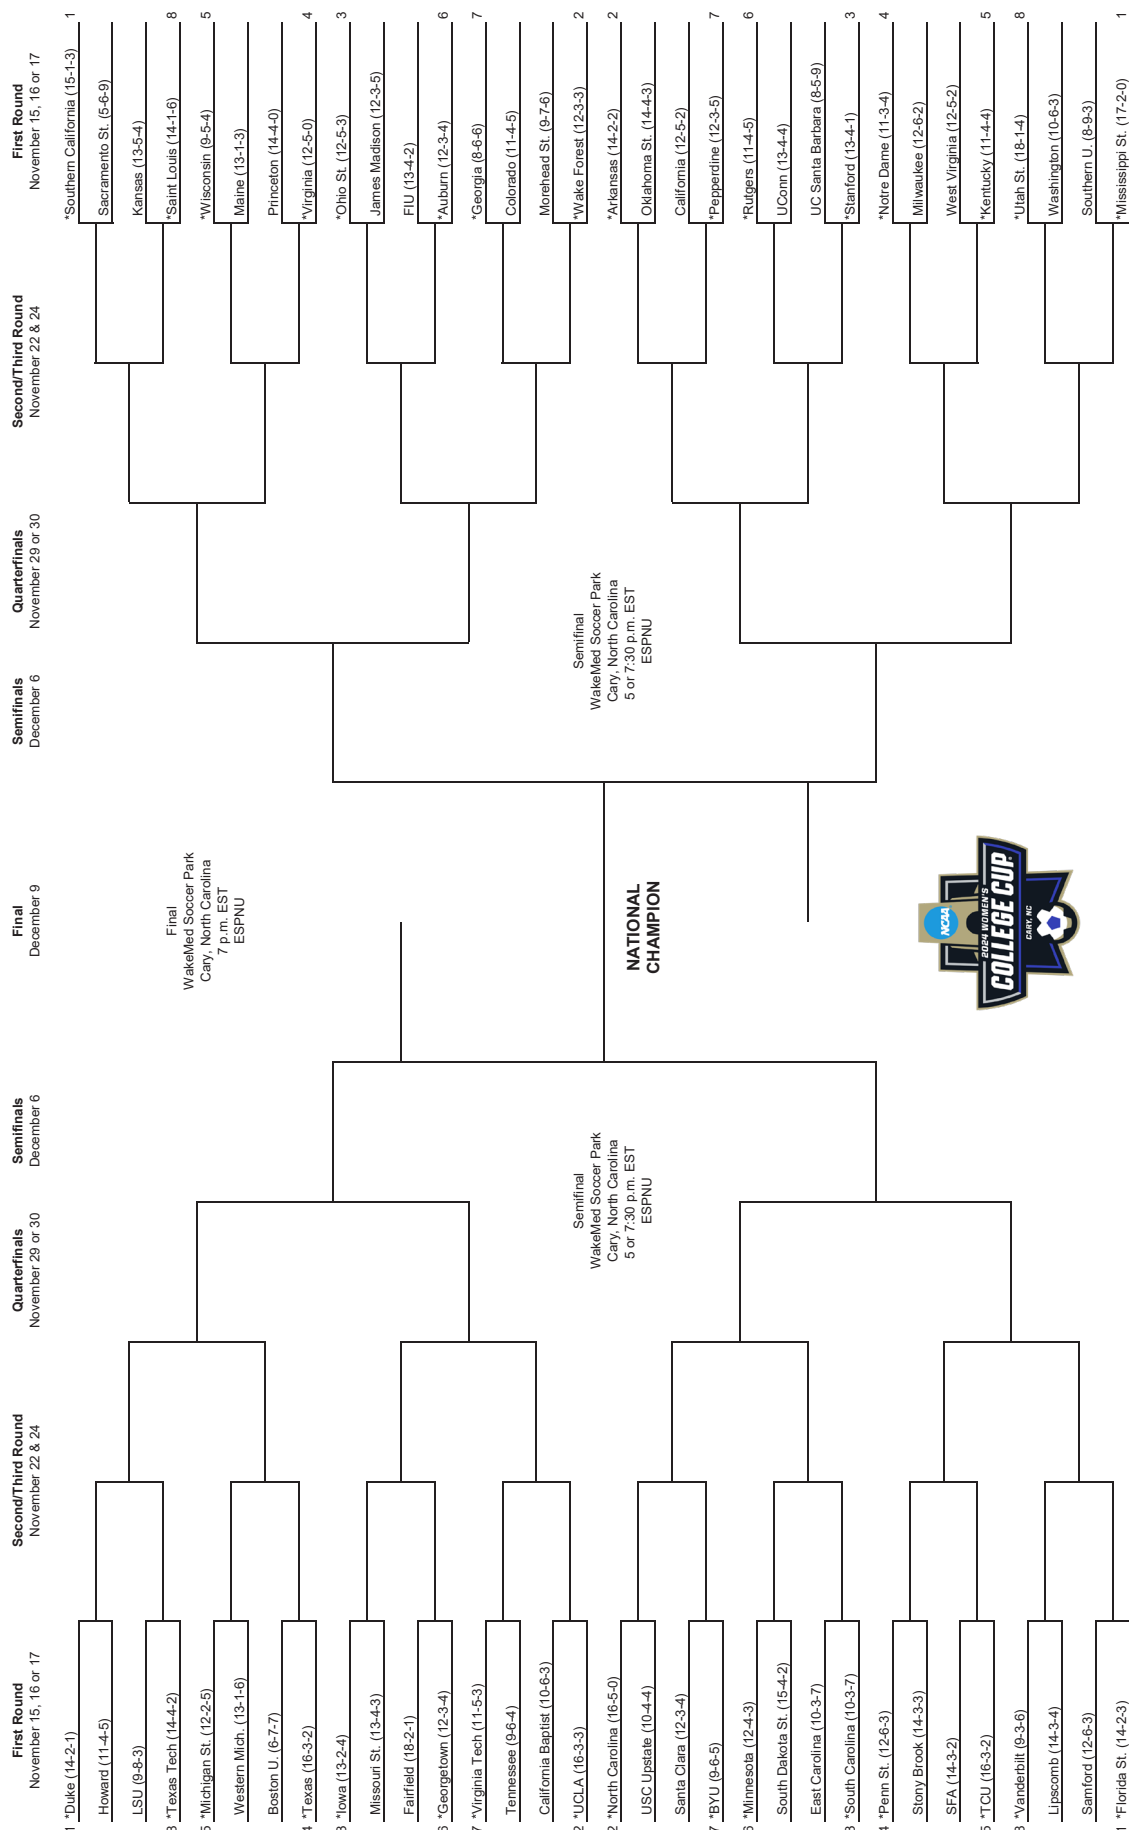 First Round
November 15, 16 or 17
Second/Third Round
November 22 & 24
Quarterfinals
November 29 or 30
Semifinals
December 6
Final
December 9
Semifinals
December 6
Quarterfinals
November 29 or 30
Second/Third Round
November 22 & 24
First Round
November 15, 16 or 17
1 *Duke (14-2-1)
Howard (11-4-5)
LSU (9-8-3)
8 *Texas Tech (14-4-2)
5 *Michigan St. (12-2-5)
Western Mich. (13-1-6)
Boston U. (6-7-7)
4 *Texas (16-3-2)
3 *Iowa (13-2-4)
Missouri St. (13-4-3)
Fairfield (18-2-1)
6 *Georgetown (12-3-4)
7 *Virginia Tech (11-5-3)
Tennessee (9-6-4)
California Baptist (10-6-3)
2 *UCLA (16-3-3)
2 *North Carolina (16-5-0)
USC Upstate (10-4-4)
Santa Clara (12-3-4)
7 *BYU (9-6-5)
6 *Minnesota (12-4-3)
South Dakota St. (15-4-2)
East Carolina (10-3-7)
3 *South Carolina (10-3-7)
4 *Penn St. (12-6-3)
Stony Brook (14-3-3)
SFA (14-3-2)
5 *TCU (16-3-2)
8 *Vanderbilt (9-3-6)
Lipscomb (14-3-4)
Samford (12-6-3)
1 *Florida St. (14-2-3)
Semifinal
WakeMed Soccer Park
Cary, North Carolina
5 or 7:30 p.m. EST
ESPNU
Final
WakeMed Soccer Park
Cary, North Carolina
7 p.m. EST
ESPNU
NATIONAL
CHAMPION
NCAA
2024 WOMEN'S
COLLEGE CUP
CARY, NC
Semifinal
WakeMed Soccer Park
Cary, North Carolina
5 or 7:30 p.m. EST
ESPNU
*Southern California (15-1-3) 1
Sacramento St. (5-6-9)
Kansas (13-5-4)
*Saint Louis (14-1-6) 8
*Wisconsin (9-5-4) 5
Maine (13-1-3)
Princeton (14-4-0)
*Virginia (12-5-0) 4
*Ohio St. (12-5-3) 3
James Madison (12-3-5)
FIU (13-4-2)
*Auburn (12-3-4) 6
*Georgia (8-6-6) 7
Colorado (11-4-5)
Morehead St. (9-7-6)
*Wake Forest (12-3-3) 2
*Arkansas (14-2-2) 2
Oklahoma St. (14-4-3)
California (12-5-2)
*Pepperdine (12-3-5) 7
*Rutgers (11-4-5) 6
UConn (13-4-4)
UC Santa Barbara (8-5-9)
*Stanford (13-4-1) 3
*Notre Dame (11-3-4) 4
Milwaukee (12-6-2)
West Virginia (12-5-2)
*Kentucky (11-4-4) 5
*Utah St. (18-1-4) 8
Washington (10-6-3)
Southern U. (8-9-3)
*Mississippi St. (17-2-0) 1